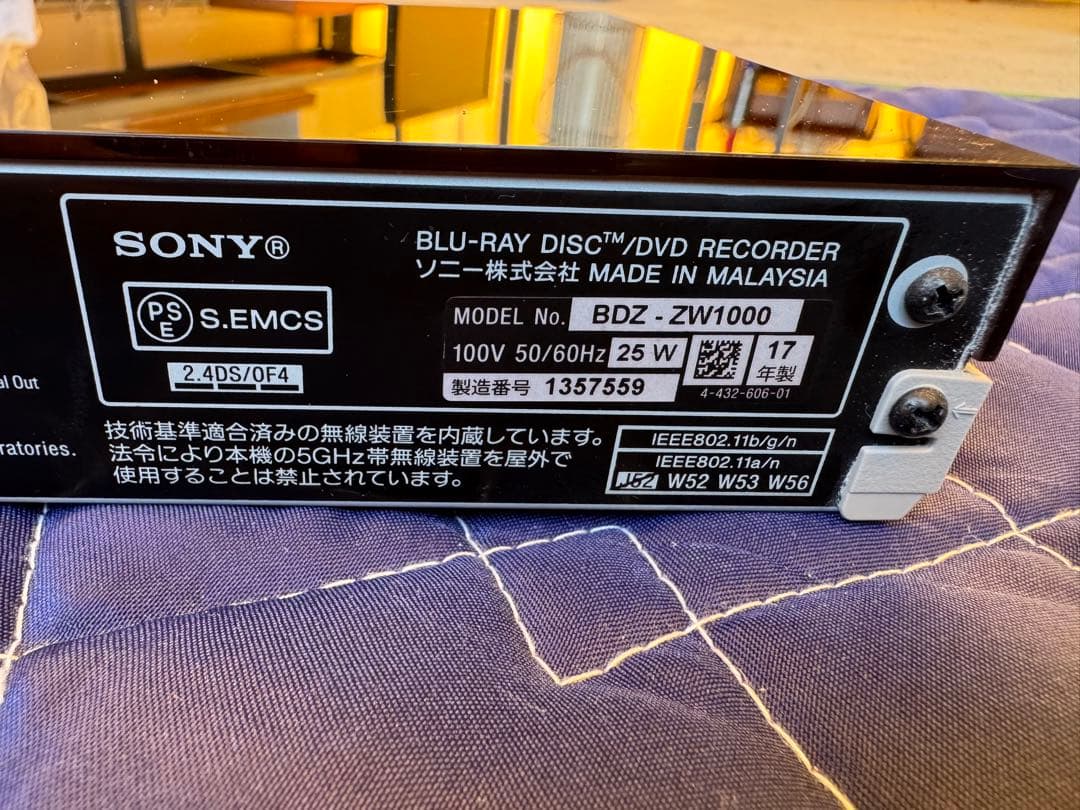 SONY®
BLU-RAY DISC™/DVD RECORDER
ソニー株式会社 MADE IN MALAYSIA
PSE S.EMCS
MODEL No. BDZ - ZW1000
100V 50/60Hz 25 W
17
年製
2.4DS/OF4
製造番号 1357559
4-432-606-01
al Out
ratories.
技術基準適合済みの無線装置を内蔵しています。
法令により本機の5GHz帯無線装置を屋外で
使用することは禁止されています。
IEEE802.11b/g/n
IEEE802.11a/n
J52 W52 W53 W56